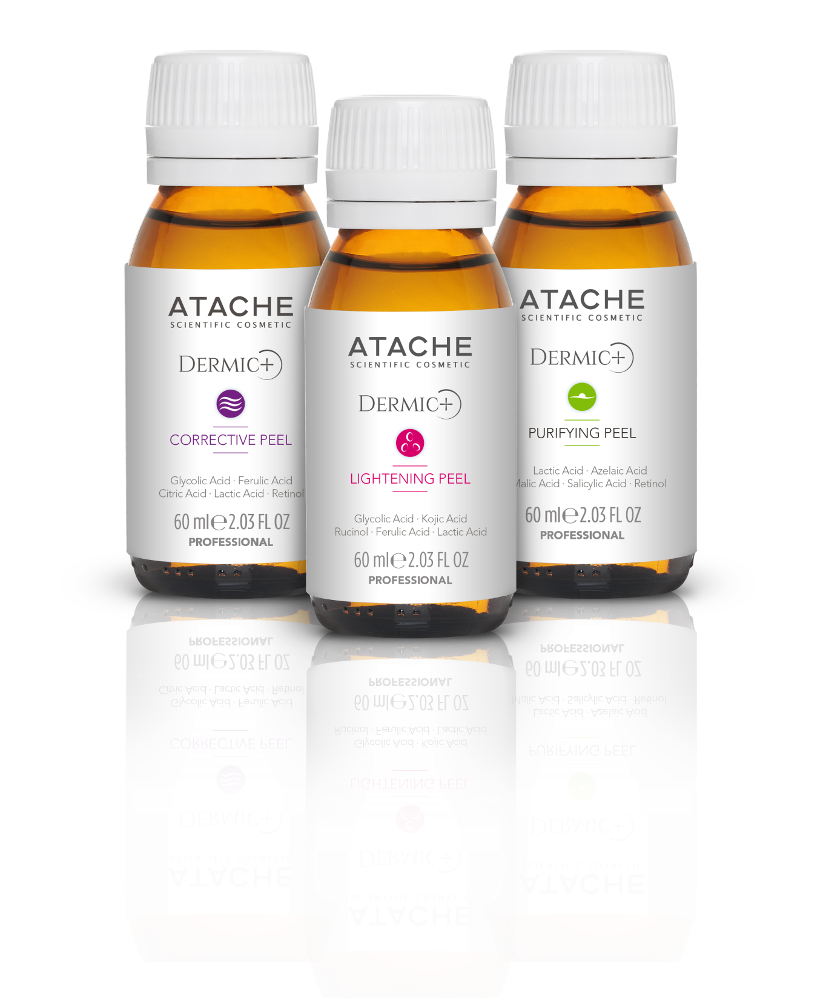 ATACHE
SCIENTIFIC COSMETIC
DERMIC+
CORRECTIVE PEEL
Glycolic Acid · Ferulic Acid
Citric Acid · Lactic Acid · Retinol
60 ml℮2.03 FL OZ
PROFESSIONAL
ATACHE
SCIENTIFIC COSMETIC
DERMIC+
LIGHTENING PEEL
Glycolic Acid · Kojic Acid
Rucinol · Ferulic Acid · Lactic Acid
60 ml℮2.03 FL OZ
PROFESSIONAL
ATACHE
SCIENTIFIC COSMETIC
DERMIC+
PURIFYING PEEL
Lactic Acid · Azelaic Acid
Malic Acid · Salicylic Acid · Retinol
60 ml℮2.03 FL OZ
PROFESSIONAL